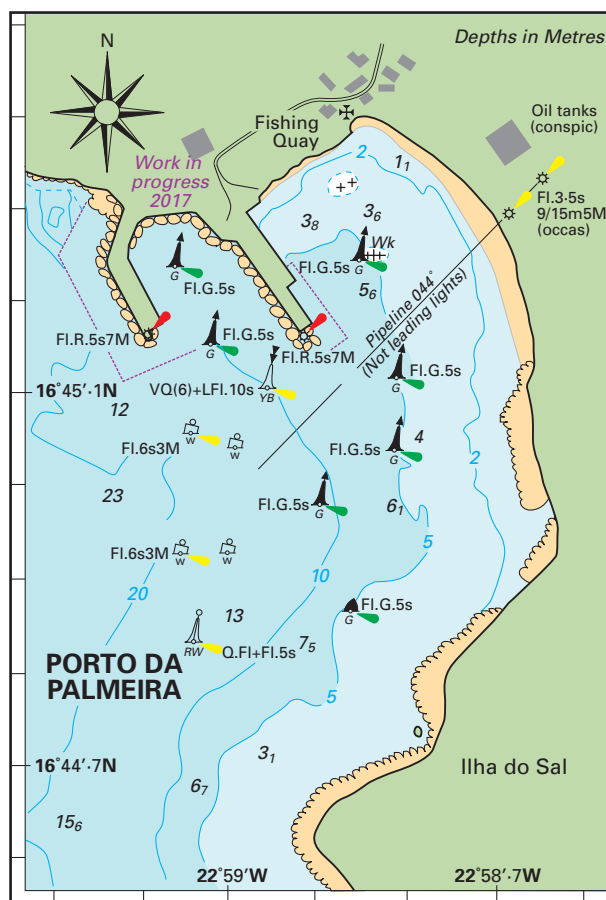 N
Depths in Metres
Oil tanks
(conspic)
Fishing
Quay
2
1₁
Work in
progress
2017
Fl.3·5s
9/15m5M
(occas)
3₈
3₆
Wk
G
Fl.G.5s
Fl.G.5s
G
5₆
Pipeline 044°
(Not leading lights)
Fl.R.5s7M
Fl.G.5s
G
Fl.R.5s7M
Fl.G.5s
G
16°45'·1N
VQ(6)+LFl.10s
YB
12
Fl.6s3M
W
W
Fl.G.5s
G
4
2
23
Fl.G.5s
G
6₁
5
Fl.6s3M
W
W
10
20
13
Fl.G.5s
G
RW
Q.Fl+Fl.5s
7₅
PORTO DA
PALMEIRA
5
16°44'·7N
3₁
Ilha do Sal
6₇
15₆
22°59'W
22°58'·7W